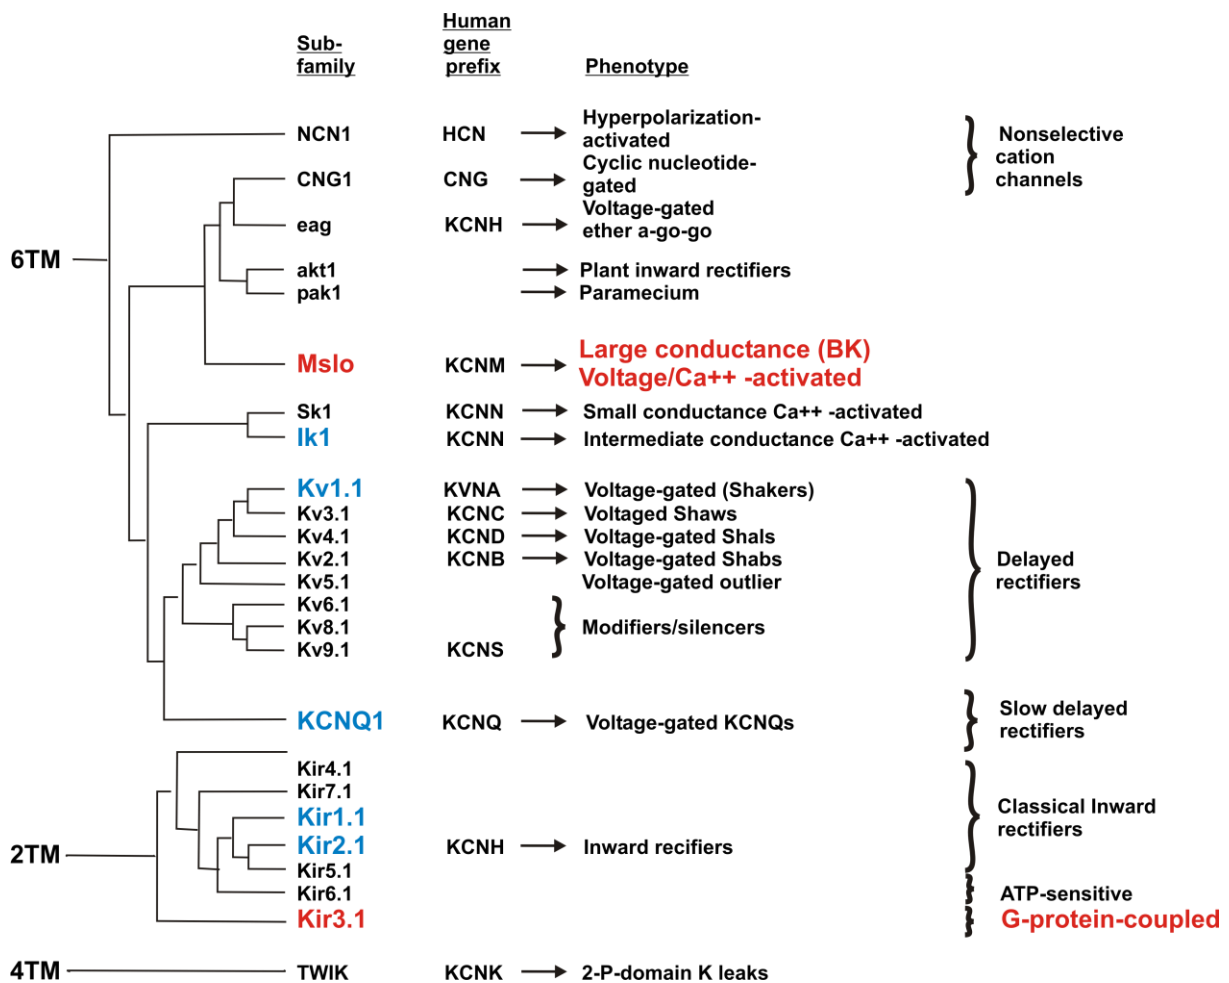 Sub-
family
Human
gene
prefix
Phenotype
6TM
NCN1
HCN
Hyperpolarization-
activated
CNG1
CNG
Cyclic nucleotide-
gated
Nonselective
cation
channels
eag
KCNH
Voltage-gated
ether a-go-go
akt1
Plant inward rectifiers
pak1
Paramecium
Mslo
KCNM
Large conductance (BK)
Voltage/Ca++ -activated
Sk1
KCNN
Small conductance Ca++ -activated
Ik1
KCNN
Intermediate conductance Ca++ -activated
Kv1.1
KVNA
Voltage-gated (Shakers)
Kv3.1
KCNC
Voltaged Shaws
Kv4.1
KCND
Voltage-gated Shals
Kv2.1
KCNB
Voltage-gated Shabs
Kv5.1
Voltage-gated outlier
Delayed
rectifiers
Kv6.1
Kv8.1
Modifiers/silencers
Kv9.1
KCNS
KCNQ1
KCNQ
Voltage-gated KCNQs
Slow delayed
rectifiers
2TM
Kir4.1
Kir7.1
Kir1.1
Classical Inward
rectifiers
Kir2.1
KCNH
Inward recifiers
Kir5.1
Kir6.1
ATP-sensitive
Kir3.1
G-protein-coupled
4TM
TWIK
KCNK
2-P-domain K leaks